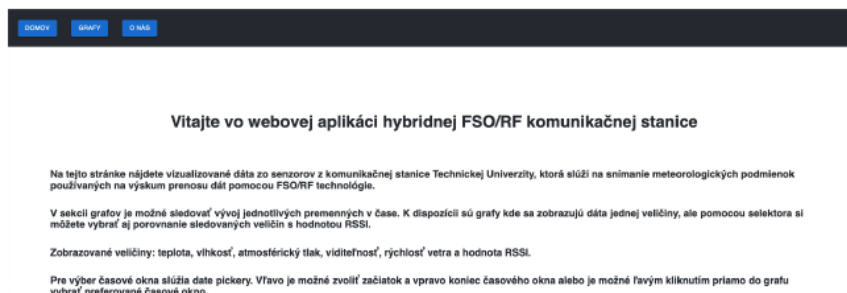 DOMOV GRAFY O NÁS
Vitajte vo webovej aplikáci hybridnej FSO/RF komunikačnej stanice
Na tejto stránke nájdete vizualizované dáta zo senzorov z komunikačnej stanice Technickej Univerzity, ktorá slúži na snímanie meteorologických podmienok
používaných na výskum prenosu dát pomocou FSO/RF technológie.
V sekcii grafov je možné sledovať vývoj jednotlivých premenných v čase. K dispozícii sú grafy kde sa zobrazujú dáta jednej veličiny, ale pomocou selektora si
môžete vybrať aj porovnanie sledovaných veličín s hodnotou RSSI.
Zobrazované veličiny: teplota, vlhkosť, atmosférický tlak, viditeľnosť, rýchlosť vetra a hodnota RSSI.
Pre výber časové okna slúžia date pickery. Vľavo je možné zvoliť začiatok a vpravo koniec časového okna alebo je možné ľavým kliknutím priamo do grafu
vybrať preferované časové okno.